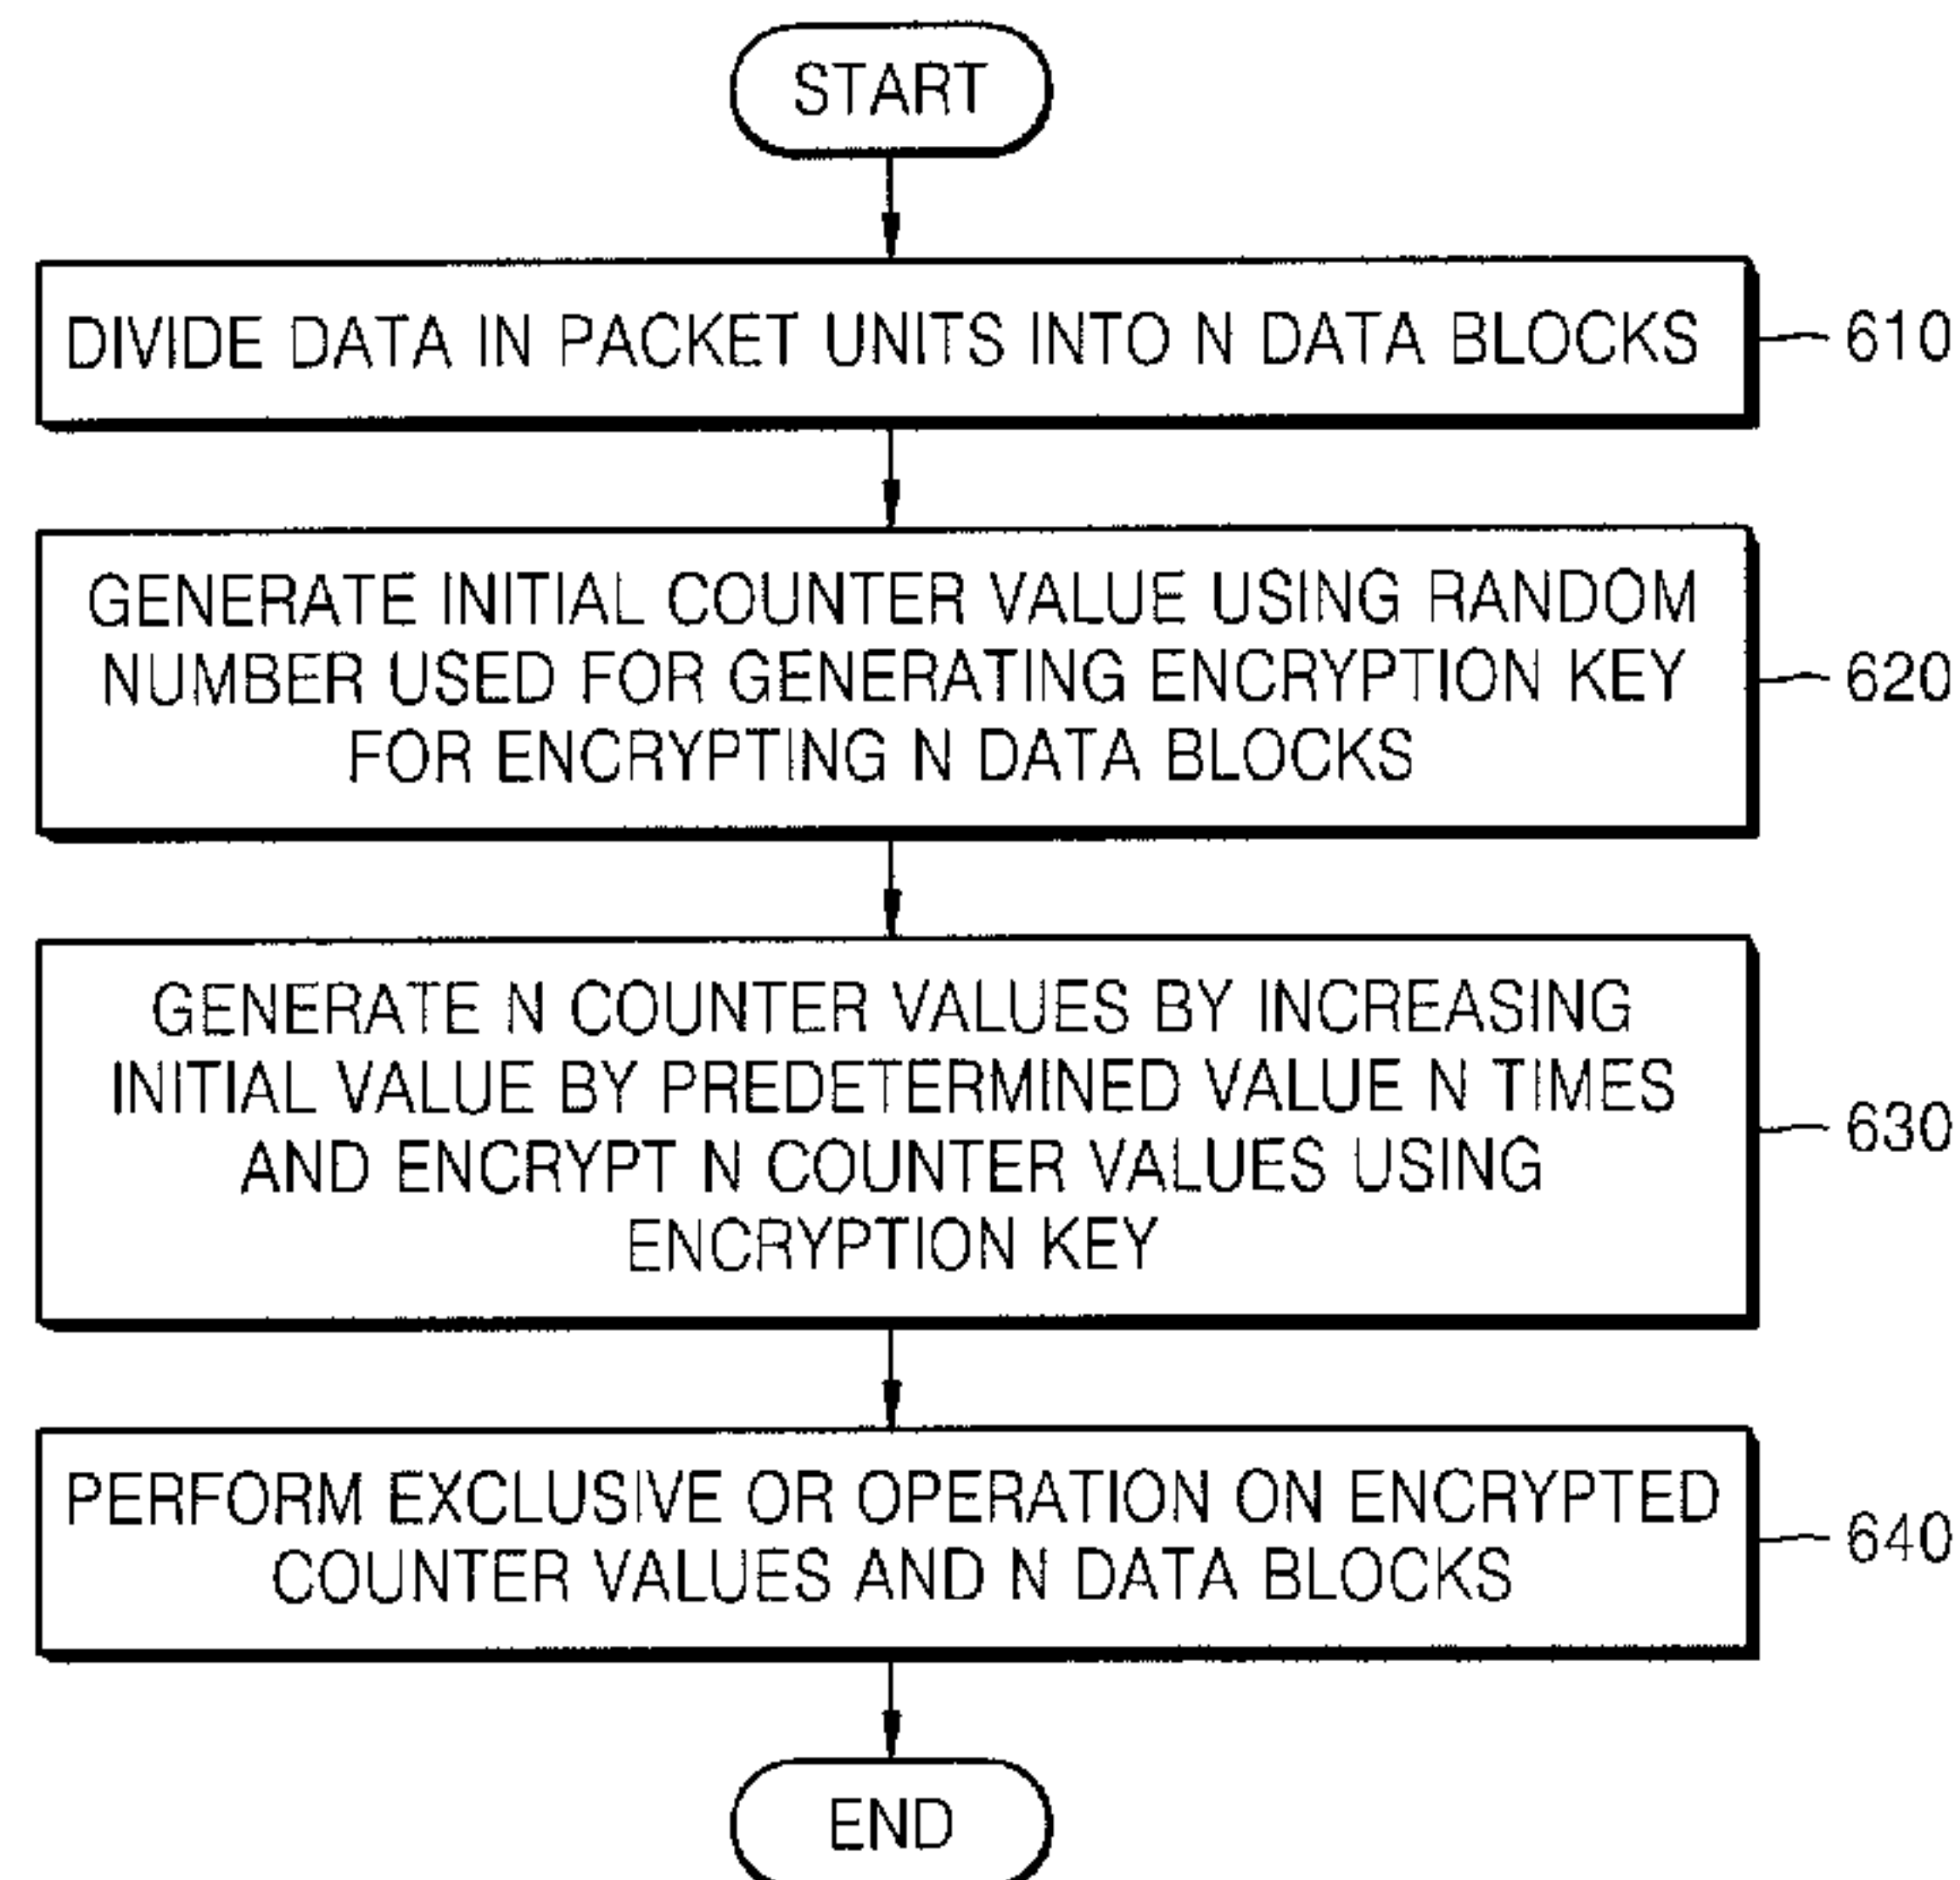 START
DIVIDE DATA IN PACKET UNITS INTO N DATA BLOCKS
610
GENERATE INITIAL COUNTER VALUE USING RANDOM
NUMBER USED FOR GENERATING ENCRYPTION KEY
FOR ENCRYPTING N DATA BLOCKS
620
GENERATE N COUNTER VALUES BY INCREASING
INITIAL VALUE BY PREDETERMINED VALUE N TIMES
AND ENCRYPT N COUNTER VALUES USING
ENCRYPTION KEY
630
PERFORM EXCLUSIVE OR OPERATION ON ENCRYPTED
COUNTER VALUES AND N DATA BLOCKS
640
END